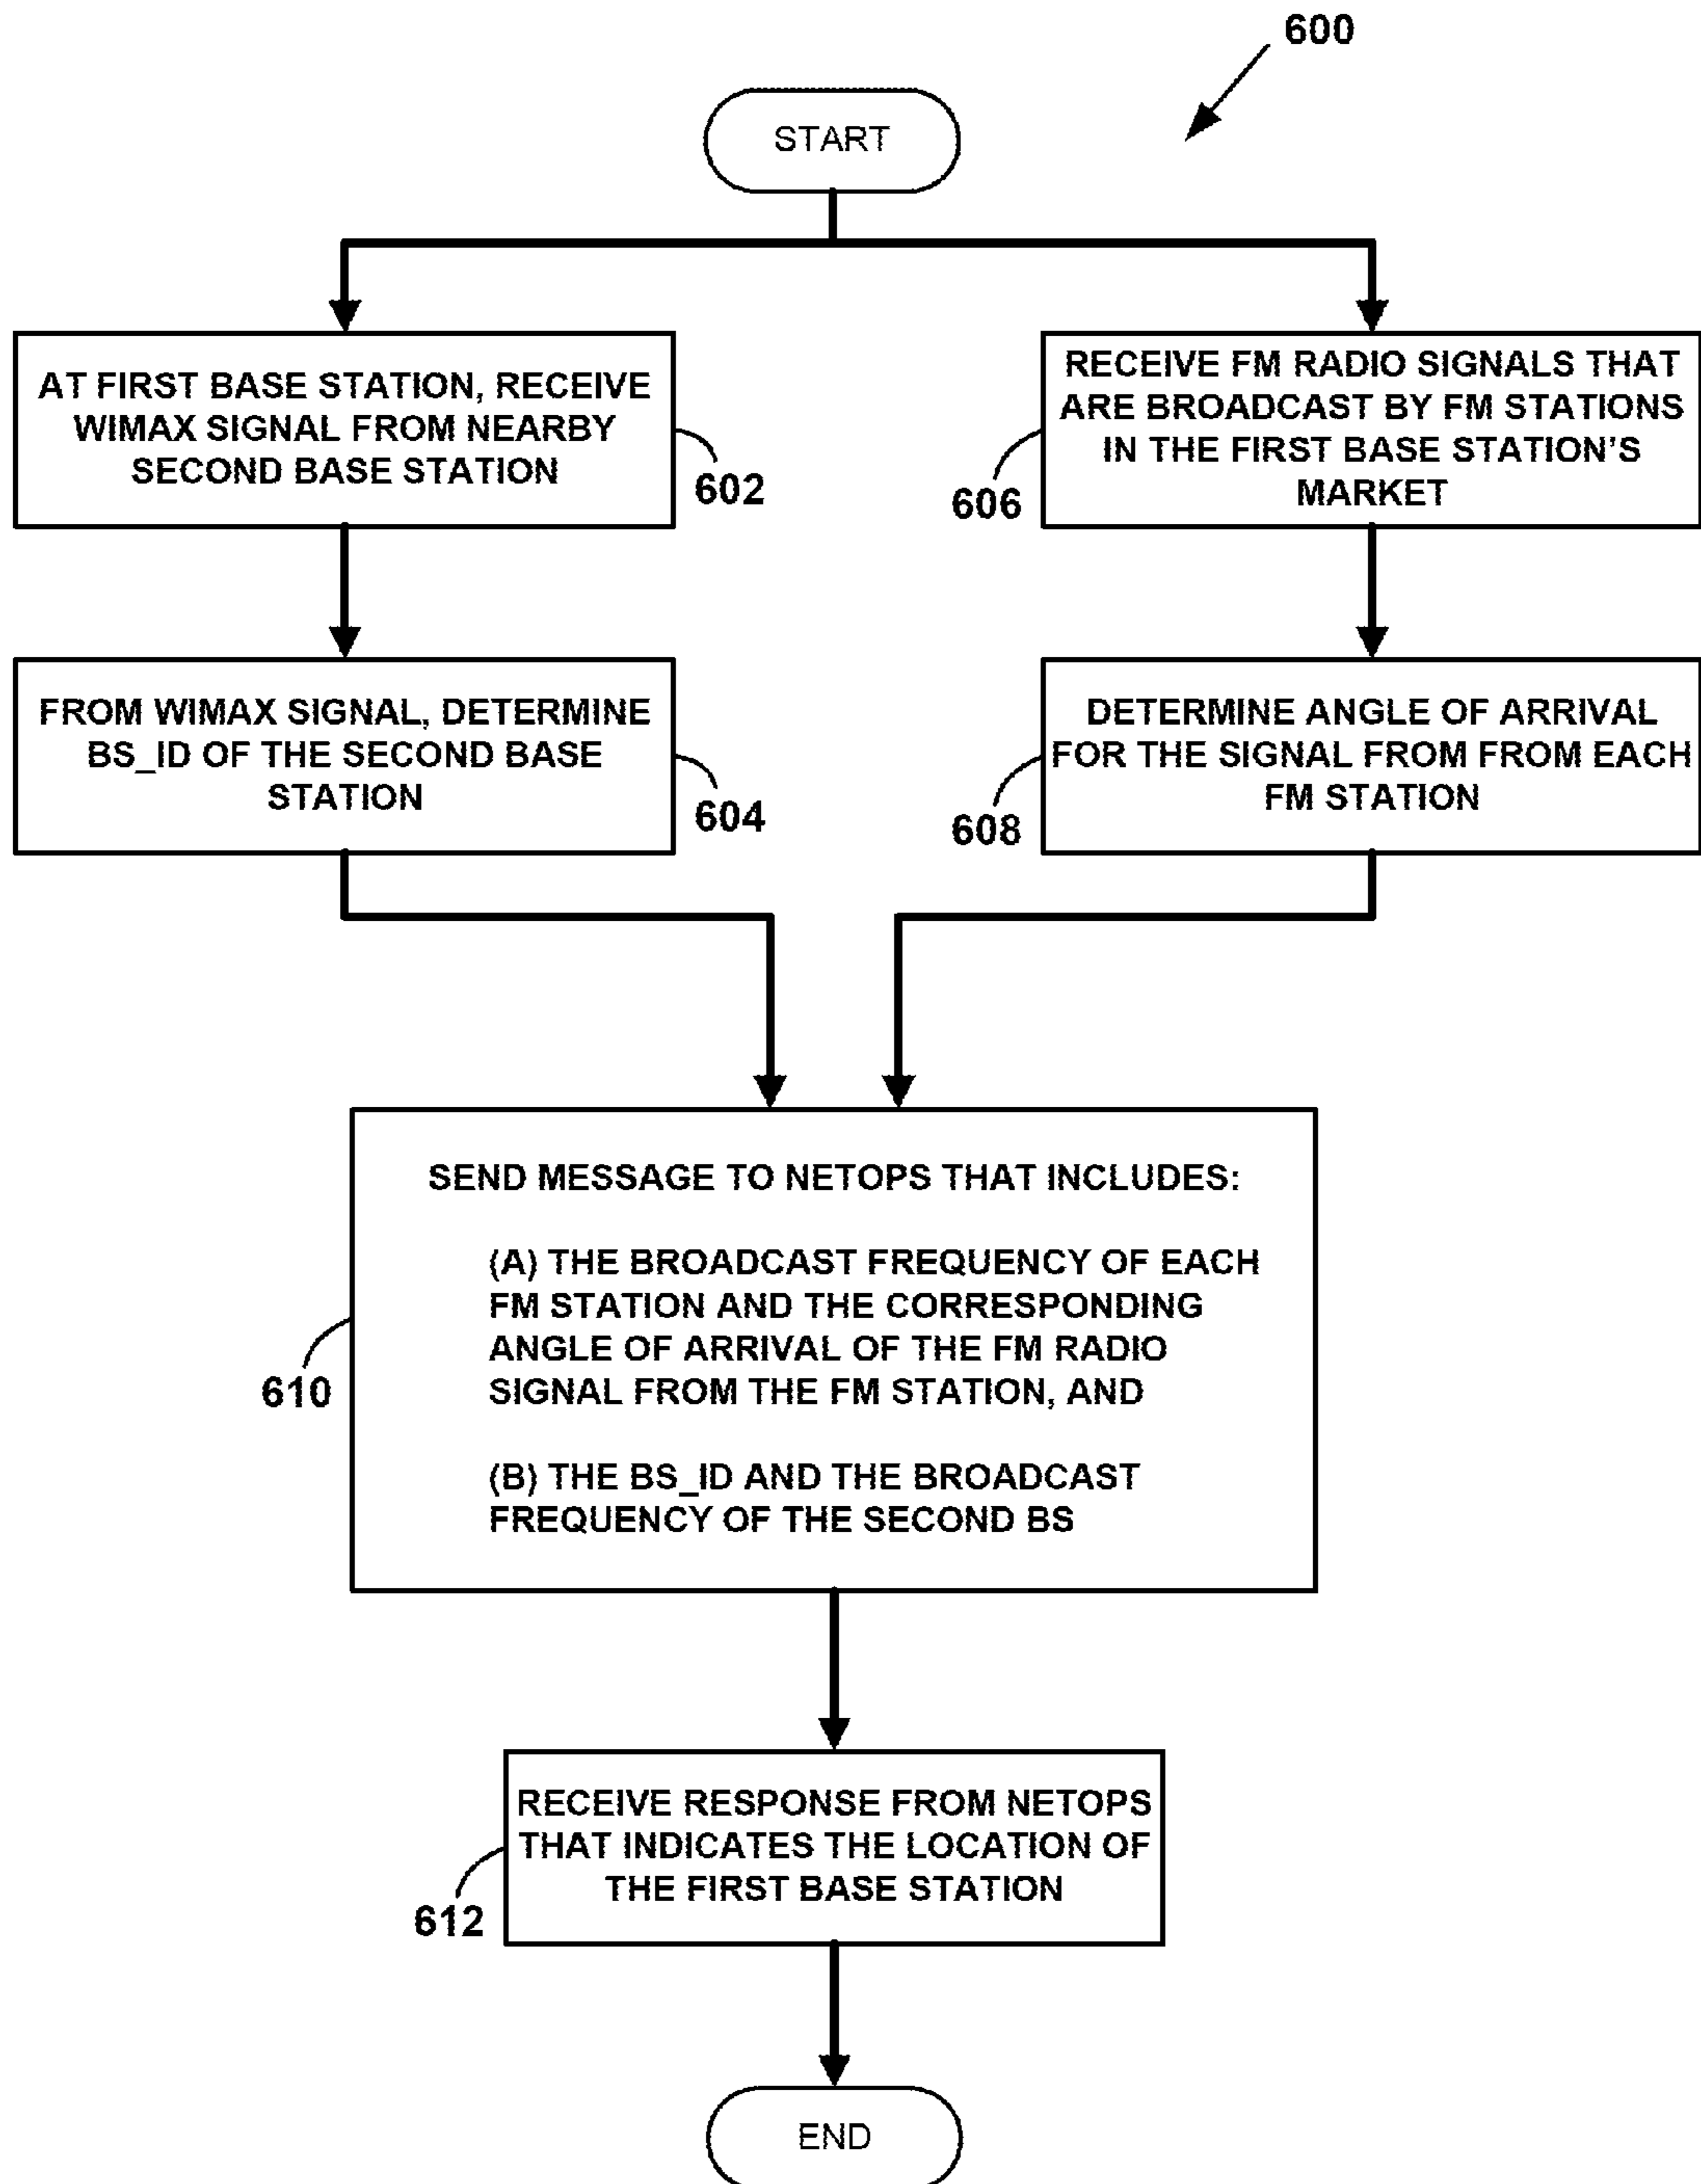 600
START
AT FIRST BASE STATION, RECEIVE
WIMAX SIGNAL FROM NEARBY
SECOND BASE STATION
602
RECEIVE FM RADIO SIGNALS THAT
ARE BROADCAST BY FM STATIONS
IN THE FIRST BASE STATION'S
MARKET
606
FROM WIMAX SIGNAL, DETERMINE
BS_ID OF THE SECOND BASE
STATION
604
DETERMINE ANGLE OF ARRIVAL
FOR THE SIGNAL FROM FROM EACH
FM STATION
608
SEND MESSAGE TO NETOPS THAT INCLUDES:
(A) THE BROADCAST FREQUENCY OF EACH
FM STATION AND THE CORRESPONDING
ANGLE OF ARRIVAL OF THE FM RADIO
SIGNAL FROM THE FM STATION, AND
(B) THE BS_ID AND THE BROADCAST
FREQUENCY OF THE SECOND BS
610
RECEIVE RESPONSE FROM NETOPS
THAT INDICATES THE LOCATION OF
THE FIRST BASE STATION
612
END